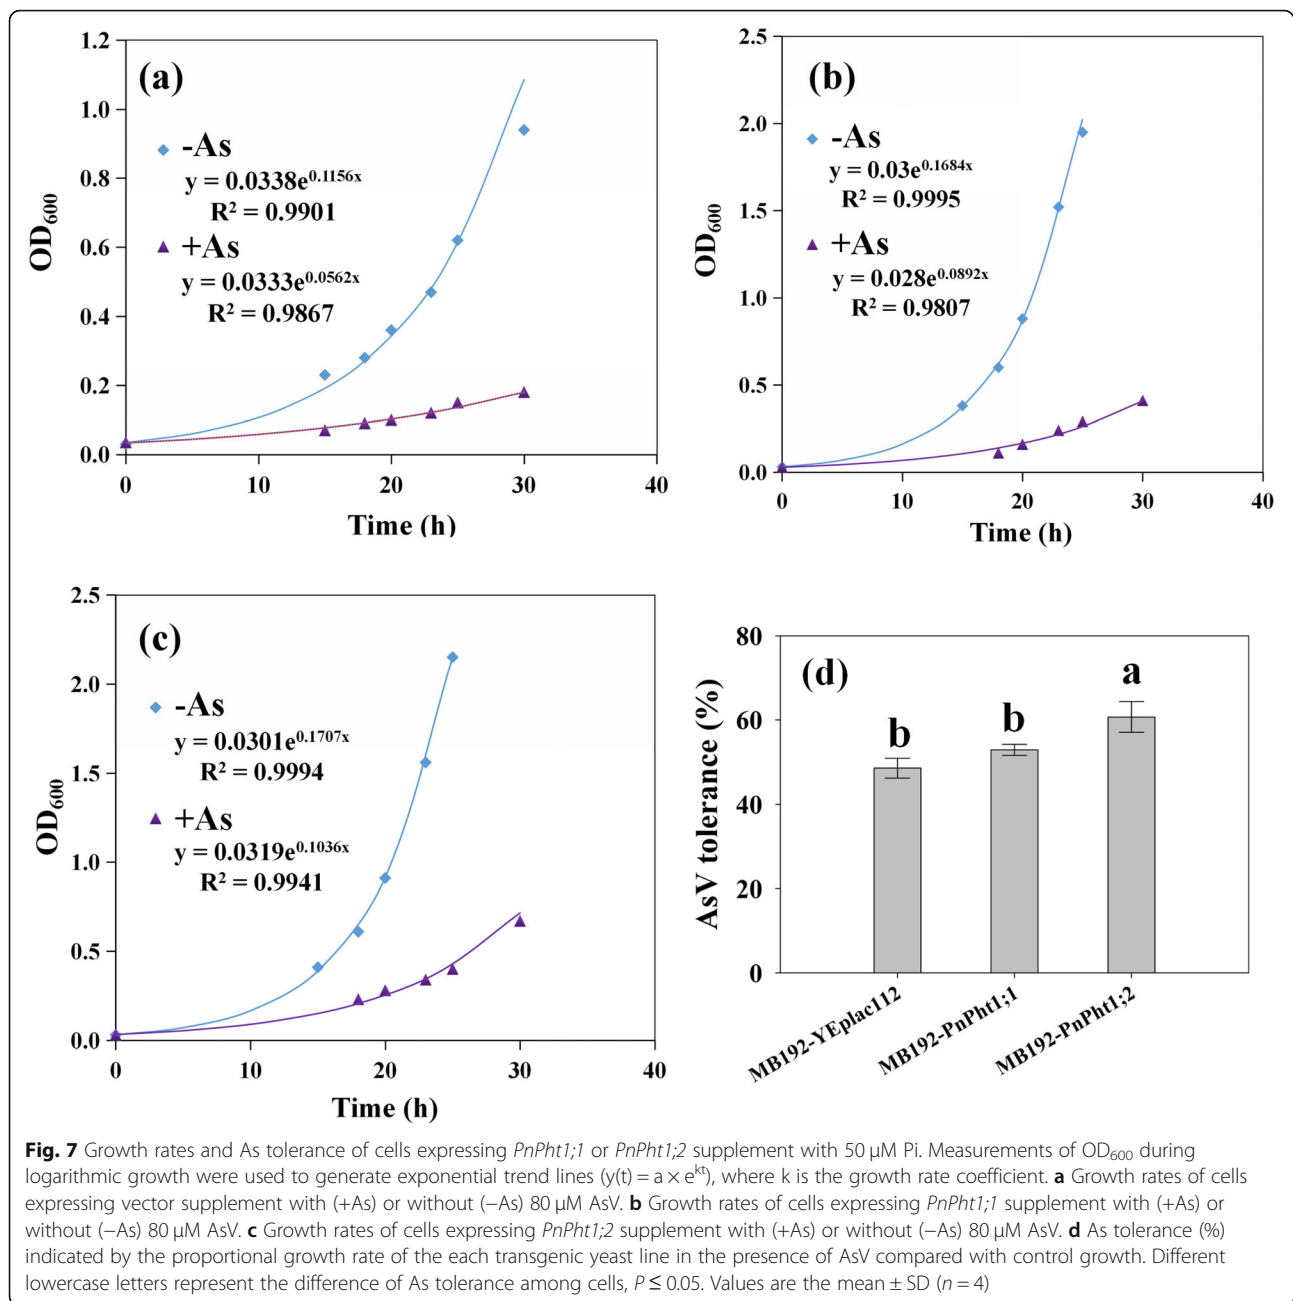 1.2
1.0
0.8
0.6
0.4
0.2
0.0
OD600
(a)
-As
y = 0.0338e^0.1156x
R² = 0.9901
+As
y = 0.0333e^0.0562x
R² = 0.9867
0 10 20 30 40
Time (h)
2.5
2.0
1.5
1.0
0.5
0.0
OD600
(b)
-As
y = 0.03e^0.1684x
R² = 0.9995
+As
y = 0.028e^0.0892x
R² = 0.9807
0 10 20 30 40
Time (h)
2.5
2.0
1.5
1.0
0.5
0.0
OD600
(c)
-As
y = 0.0301e^0.1707x
R² = 0.9994
+As
y = 0.0319e^0.1036x
R² = 0.9941
0 10 20 30 40
Time (h)
80
60
40
20
0
AsV tolerance (%)
(d)
b b a
MB192-YEplac112
MB192-PnPht1;1
MB192-PnPht1;2
Fig. 7 Growth rates and As tolerance of cells expressing PnPht1;1 or PnPht1;2 supplement with 50 μM Pi. Measurements of OD600 during
logarithmic growth were used to generate exponential trend lines (y(t) = a × e^kt), where k is the growth rate coefficient. a Growth rates of cells
expressing vector supplement with (+As) or without (−As) 80 μM AsV. b Growth rates of cells expressing PnPht1;1 supplement with (+As) or
without (−As) 80 μM AsV. c Growth rates of cells expressing PnPht1;2 supplement with (+As) or without (−As) 80 μM AsV. d As tolerance (%)
indicated by the proportional growth rate of the each transgenic yeast line in the presence of AsV compared with control growth. Different
lowercase letters represent the difference of As tolerance among cells, P ≤ 0.05. Values are the mean ± SD (n = 4)